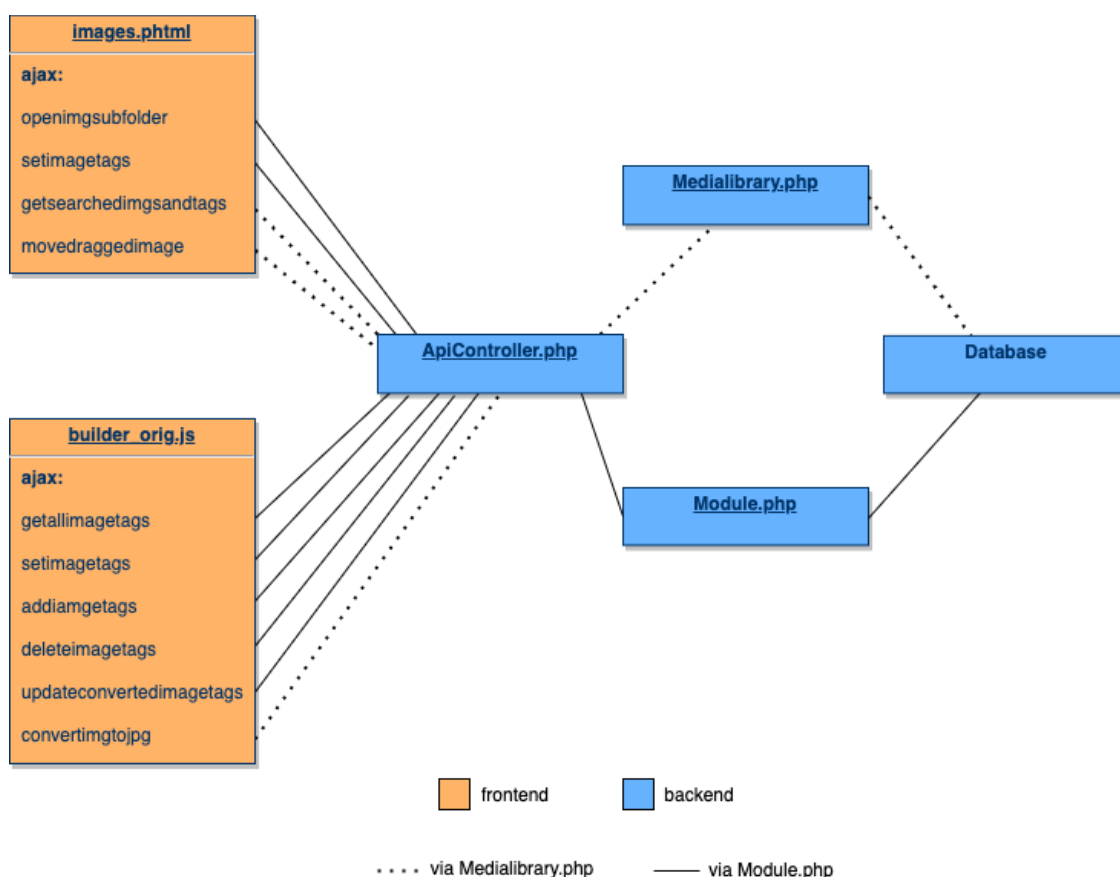 images.phtml
ajax:
openimgsubfolder
setimagetags
getsearchedimgsandtags
movedraggedimage
Medialibrary.php
ApiController.php
Database
builder_orig.js
ajax:
getallimagetags
setimagetags
addiamgetags
deleteimagetags
updateconvertedimagetags
convertimgtojpg
Module.php
frontend
backend
via Medialibrary.php
via Module.php